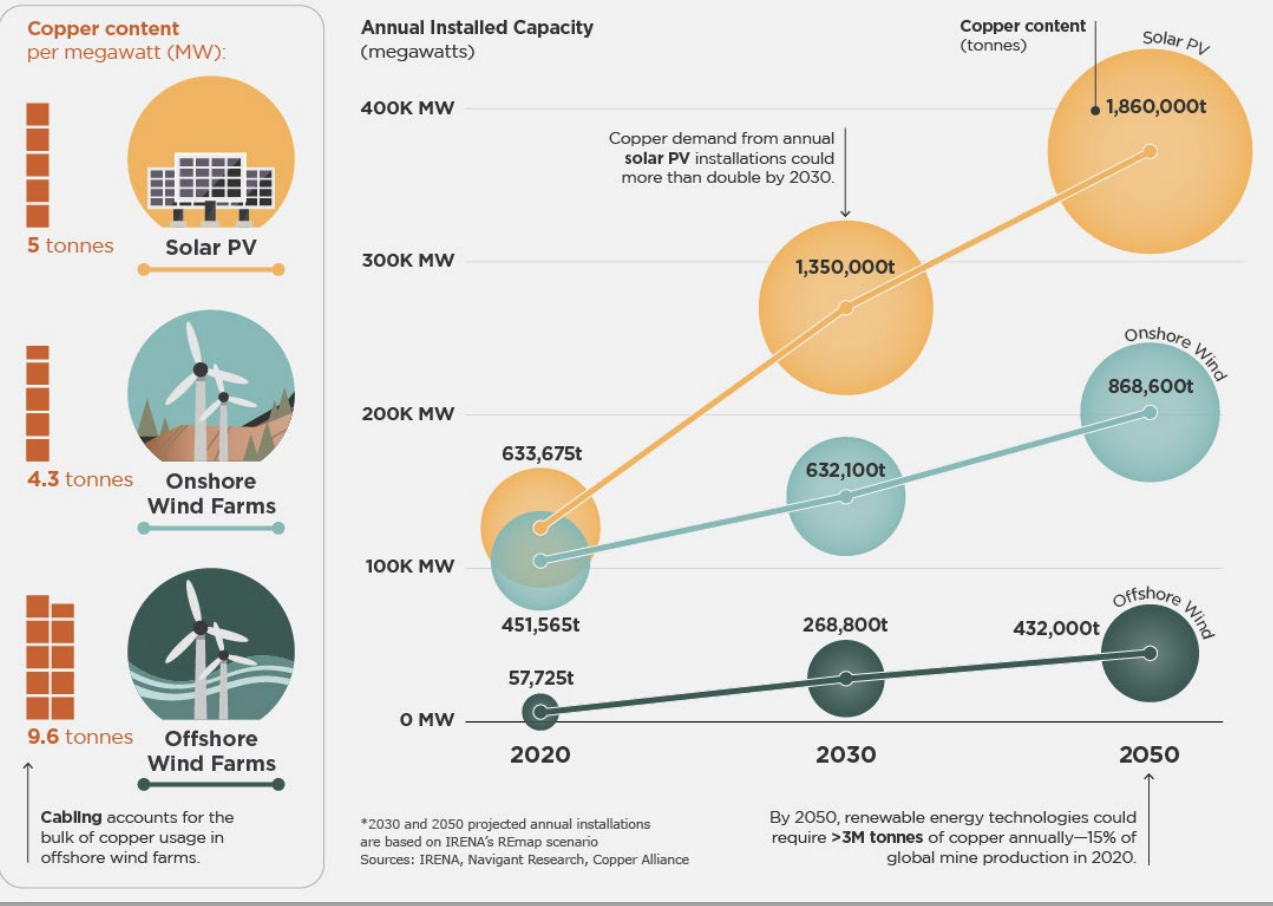 Copper content
per megawatt (MW):
5 tonnes
Solar PV
4.3 tonnes
Onshore
Wind Farms
9.6 tonnes
Offshore
Wind Farms
Cabling accounts for the
bulk of copper usage in
offshore wind farms.
Annual Installed Capacity
(megawatts)
Copper content
(tonnes)
Solar PV
400K MW
1,860,000t
Copper demand from annual
solar PV installations could
more than double by 2030.
300K MW
1,350,000t
Onshore Wind
868,600t
200K MW
633,675t
632,100t
100K MW
Offshore Wind
451,565t
268,800t
432,000t
57,725t
0 MW
2020
2030
2050
*2030 and 2050 projected annual installations
are based on IRENA's REmap scenario
Sources: IRENA, Navigant Research, Copper Alliance
By 2050, renewable energy technologies could
require >3M tonnes of copper annually—15% of
global mine production in 2020.